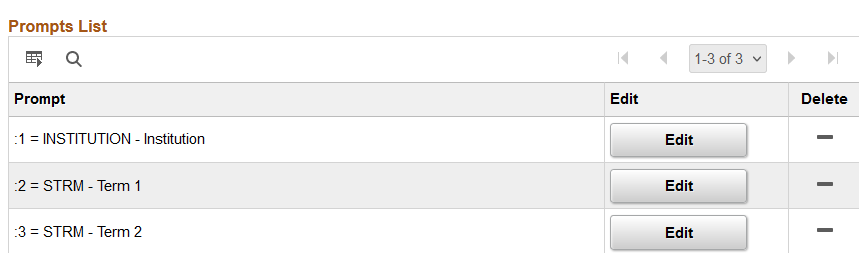 Prompts List
1-3 of 3
Prompt Edit Delete
:1 = INSTITUTION - Institution Edit
:2 = STRM - Term 1 Edit
:3 = STRM - Term 2 Edit